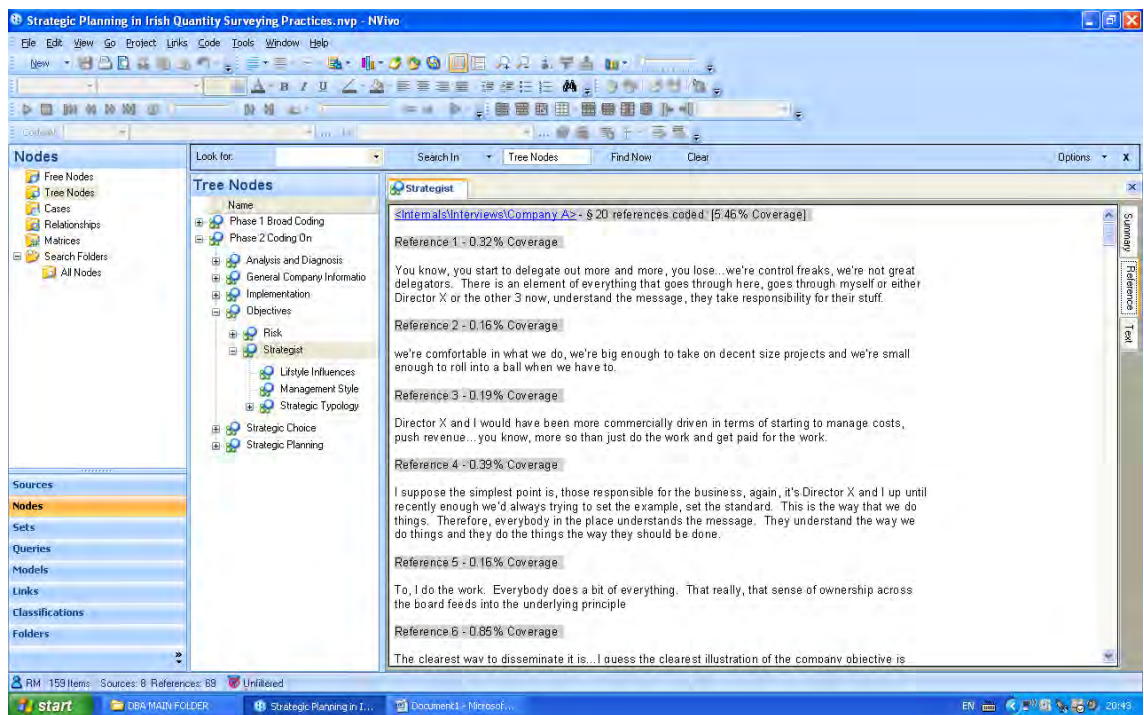 Strategic Planning in Irish Quantity Surveying Practices.nvp - NVivo
File Edit View Go Project Links Code Tools Window Help
New
Nodes
Look for:
Search In
Tree Nodes
Find Now
Clear
Options
x
Free Nodes
Tree Nodes
Cases
Relationships
Matrices
Search Folders
All Nodes
Sources
Nodes
Sets
Queries
Models
Links
Classifications
Folders
Tree Nodes
Name
Phase 1 Broad Coding
Phase 2 Coding On
Analysis and Diagnosis
General Company Informatio
Implementation
Objectives
Risk
Strategist
Lifstyle Influences
Management Style
Strategic Typology
Strategic Choice
Strategic Planning
Strategist
<Internals\Interviews\Company A> - § 20 references coded [5.46% Coverage]
Reference 1 - 0.32% Coverage
You know, you start to delegate out more and more, you lose...we're control freaks, we're not great
delegators. There is an element of everything that goes through here, goes through myself or either
Director X or the other 3 now, understand the message, they take responsibility for their stuff.
Reference 2 - 0.16% Coverage
we're comfortable in what we do, we're big enough to take on decent size projects and we're small
enough to roll into a ball when we have to.
Reference 3 - 0.19% Coverage
Director X and I would have been more commercially driven in terms of starting to manage costs,
push revenue...you know, more so than just do the work and get paid for the work.
Reference 4 - 0.39% Coverage
I suppose the simplest point is, those responsible for the business, again, it's Director X and I up until
recently enough we'd always trying to set the example, set the standard. This is the way that we do
things. Therefore, everybody in the place understands the message. They understand the way we
do things and they do the things the way they should be done.
Reference 5 - 0.16% Coverage
To, I do the work. Everybody does a bit of everything. That really, that sense of ownership across
the board feeds into the underlying principle
Reference 6 - 0.85% Coverage
The clearest way to disseminate it is...I guess the clearest illustration of the company objective is
Summary
Reference
Text
RM 159 Items Sources: 8 References: 69 Unfiltered
start
DBA MAIN FOLDER
Strategic Planning in I...
Document1 - Microsof...
EN
20:43